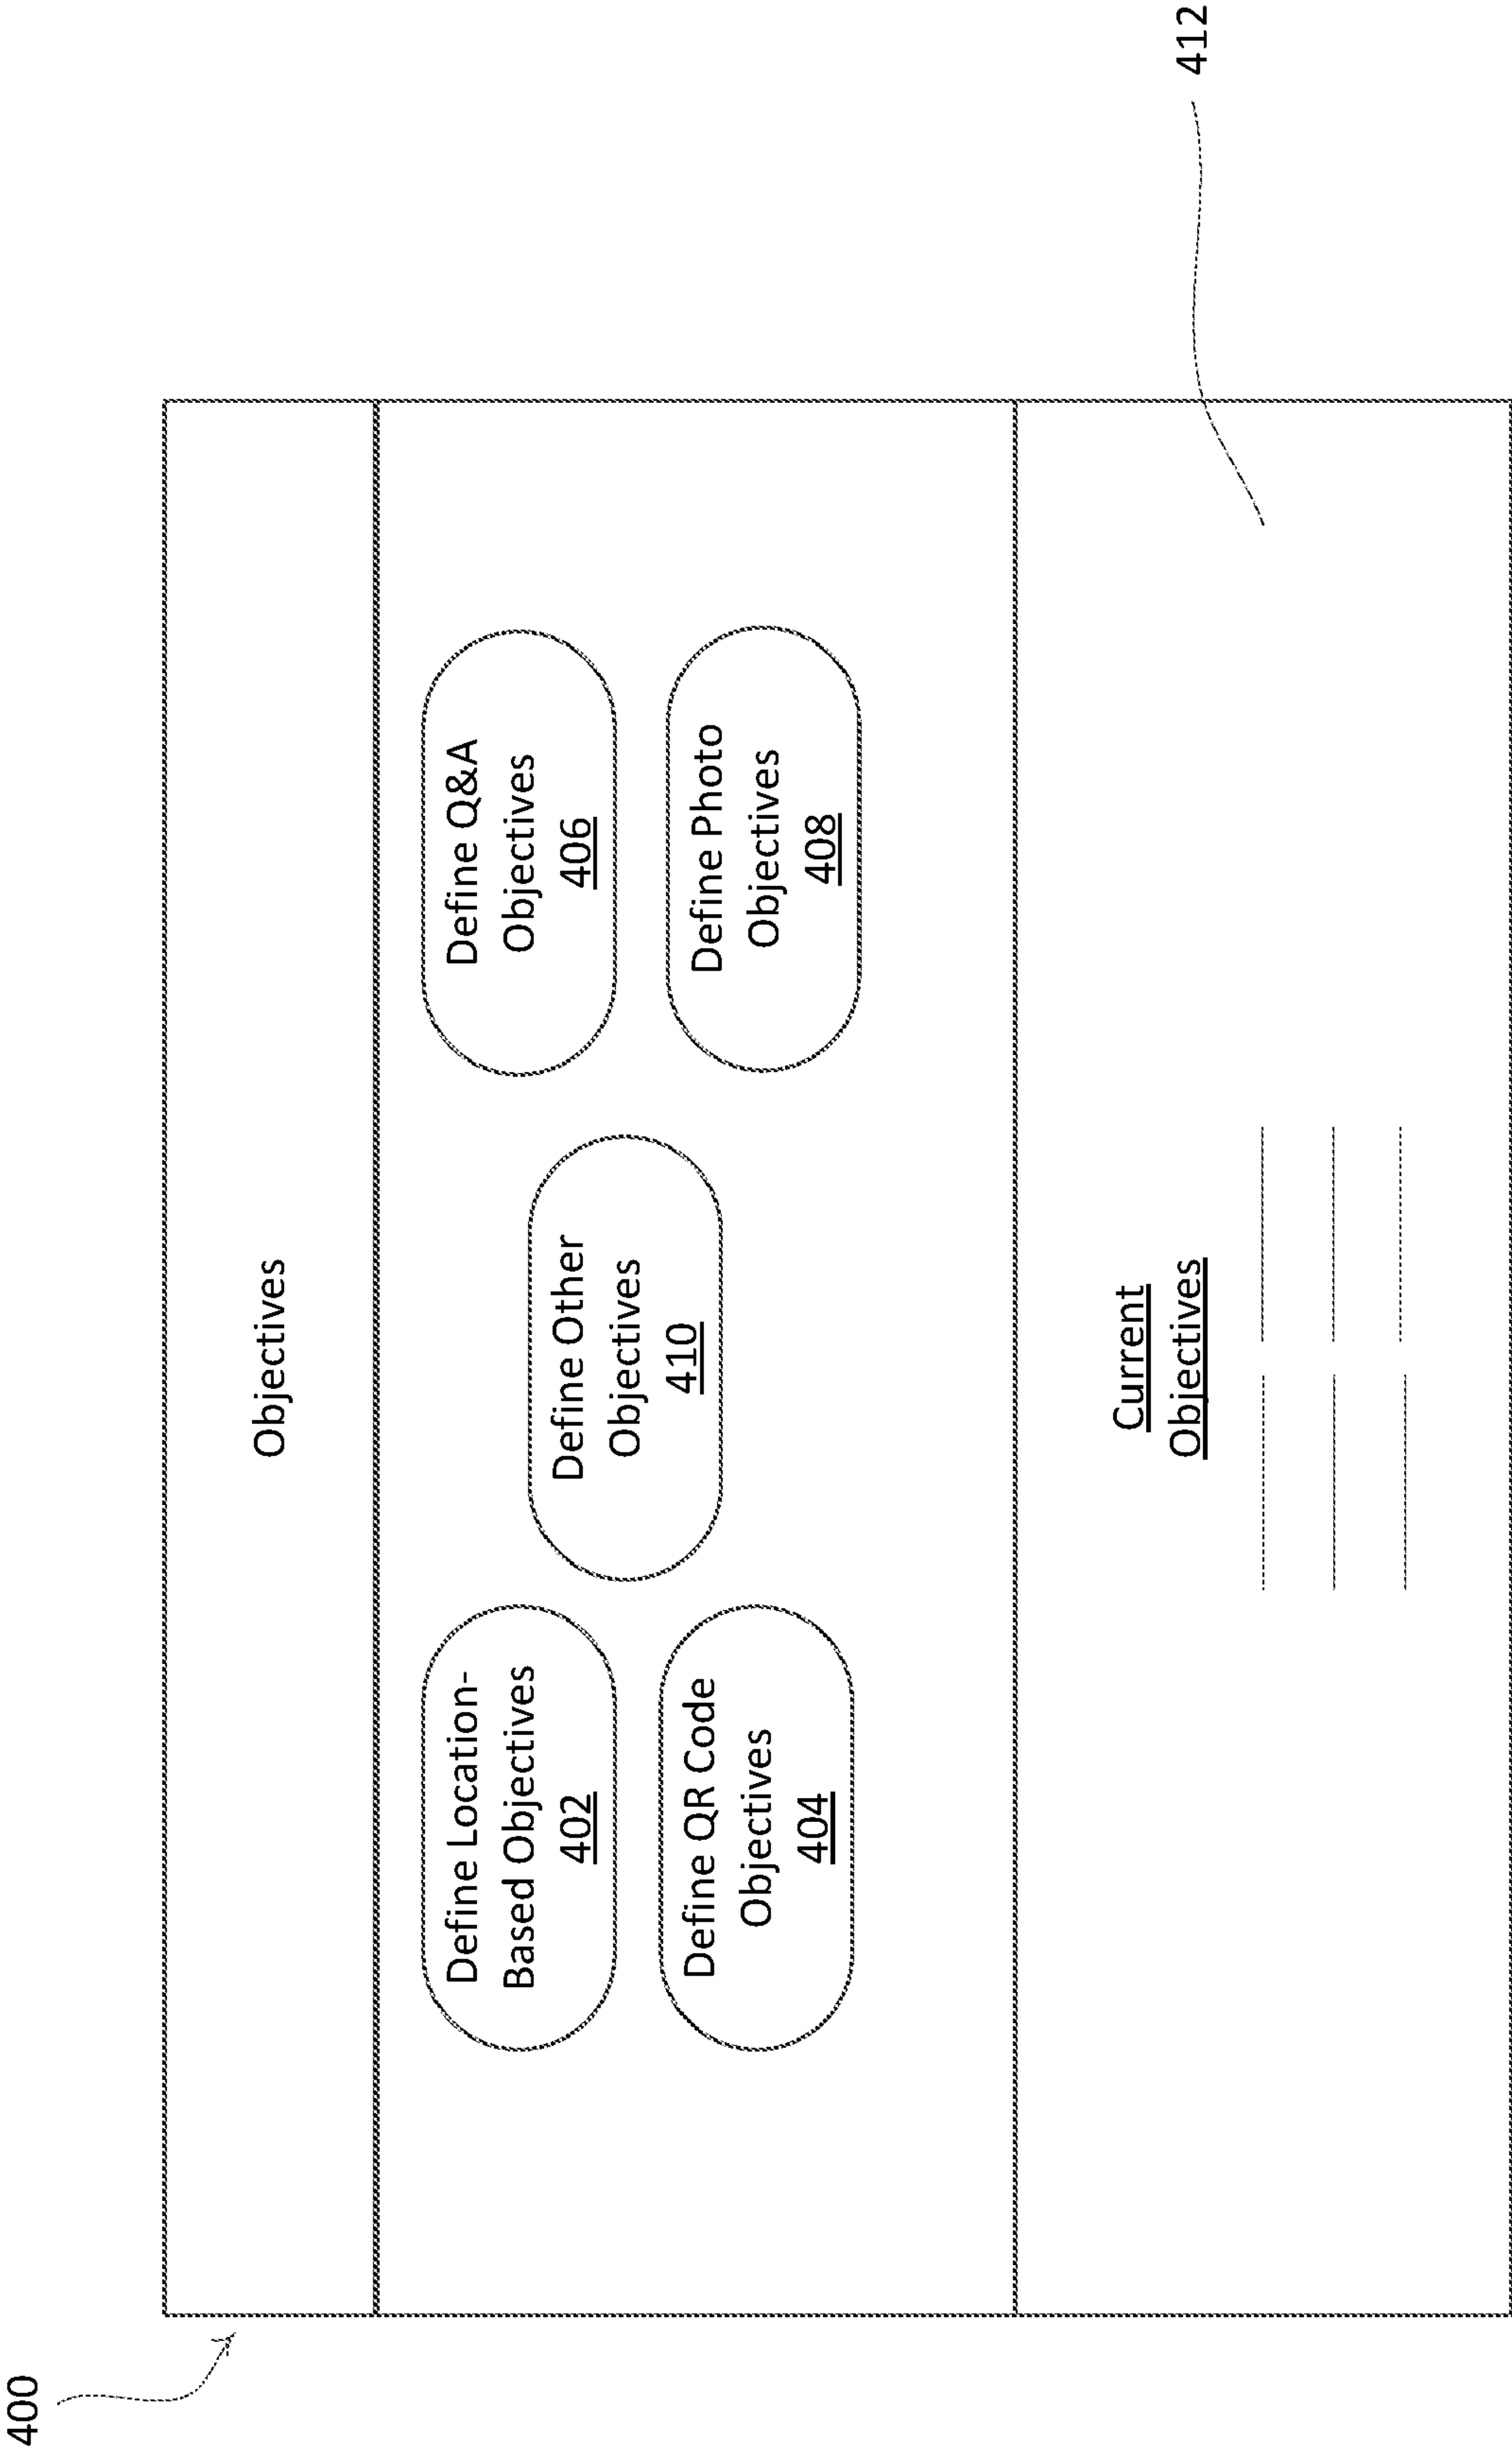 400
Objectives
Define Location-
Based Objectives
402
Define Other
Objectives
410
Define Q&A
Objectives
406
Define QR Code
Objectives
404
Define Photo
Objectives
408
Current
Objectives
412